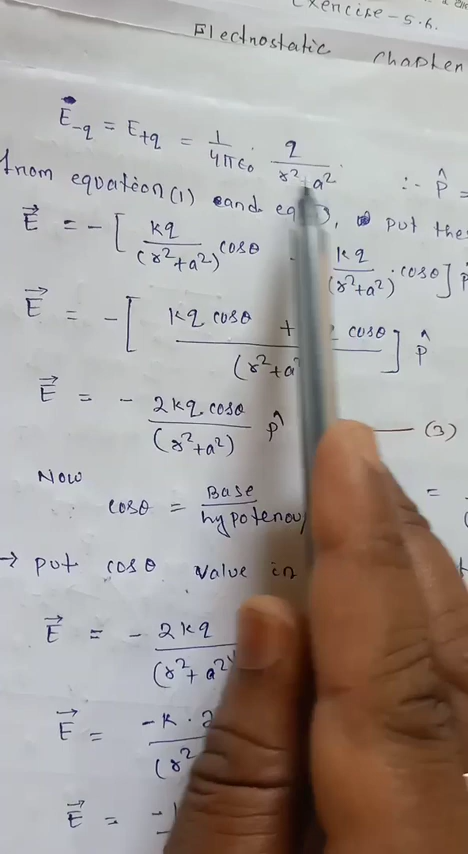 Exercise - 5.6.
Electrostatic Chapter
E₋q = E₊q = 1/4πϵ₀ · q/r²+a² ∴ p̂ =
from equation (1) and eq, put the
E⃗ = -[ kq/(r²+a²) cosθ kq/(r²+a²) · cosθ] p̂
E⃗ = -[ kq cosθ + cosθ / (r²+a ] p̂
E⃗ = - 2kq cosθ/(r²+a²) p̂ — (3)
Now
cosθ = Base/hypotenou =
→ put cosθ value in
E⃗ = - 2kq/(r²+a²)
E⃗ = -K · 2/(r²
E⃗ =